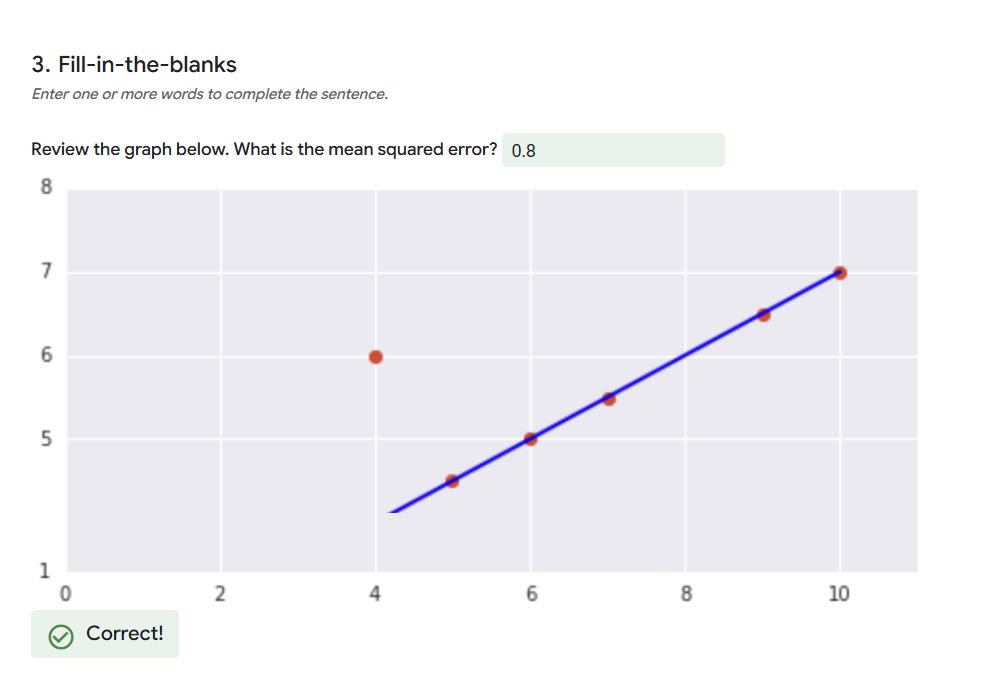 3. Fill-in-the-blanks
Enter one or more words to complete the sentence.
Review the graph below. What is the mean squared error? 0.8
8
7
6
5
1
0 2 4 6 8 10
Correct!